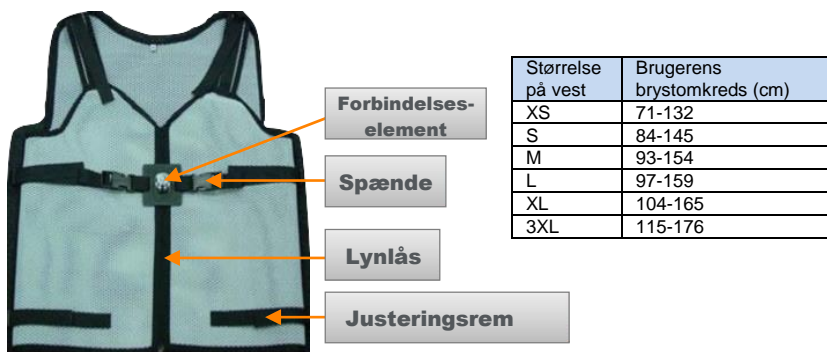 Forbindelses-
element
Spænde
Lynlås
Justeringsrem
Størrelse på vest	Brugerens brystomkreds (cm)
XS	71-132
S	84-145
M	93-154
L	97-159
XL	104-165
3XL	115-176